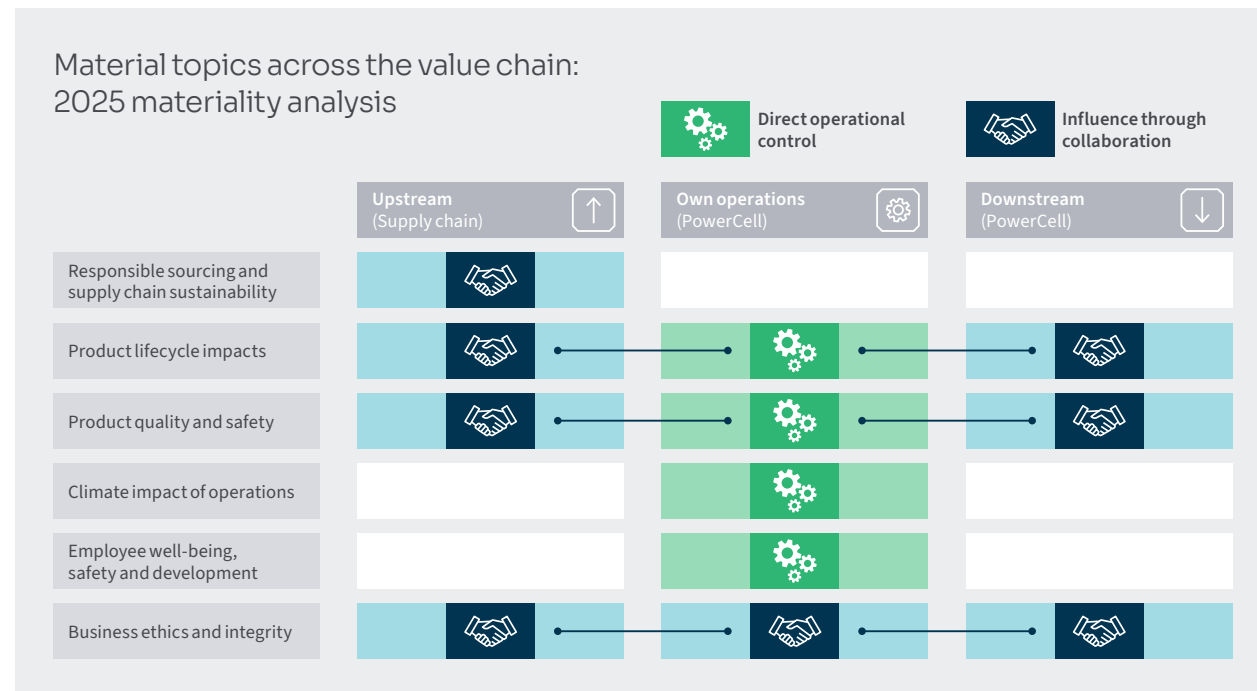 Material topics across the value chain:
2025 materiality analysis
Direct operational
control
Influence through
collaboration
Upstream
(Supply chain)
Own operations
(PowerCell)
Downstream
(PowerCell)
Responsible sourcing and
supply chain sustainability
Product lifecycle impacts
Product quality and safety
Climate impact of operations
Employee well-being,
safety and development
Business ethics and integrity